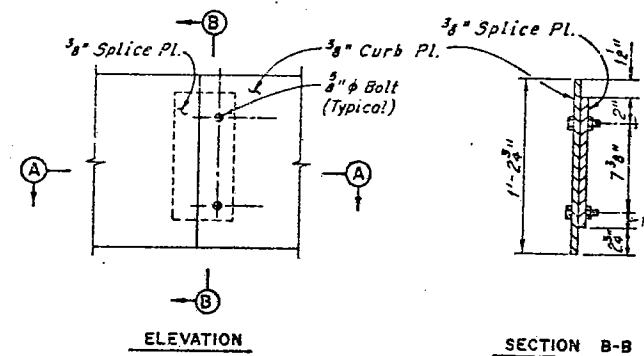 B
3/8" Splice Pl.
3/8" Curb Pl.
3/8" Splice Pl.
5/8" φ Bolt
(Typical)
A
A
B
1'-2 3/4"
1 1/2"
2"
7 3/8"
2 3/4"
ELEVATION
SECTION B-B